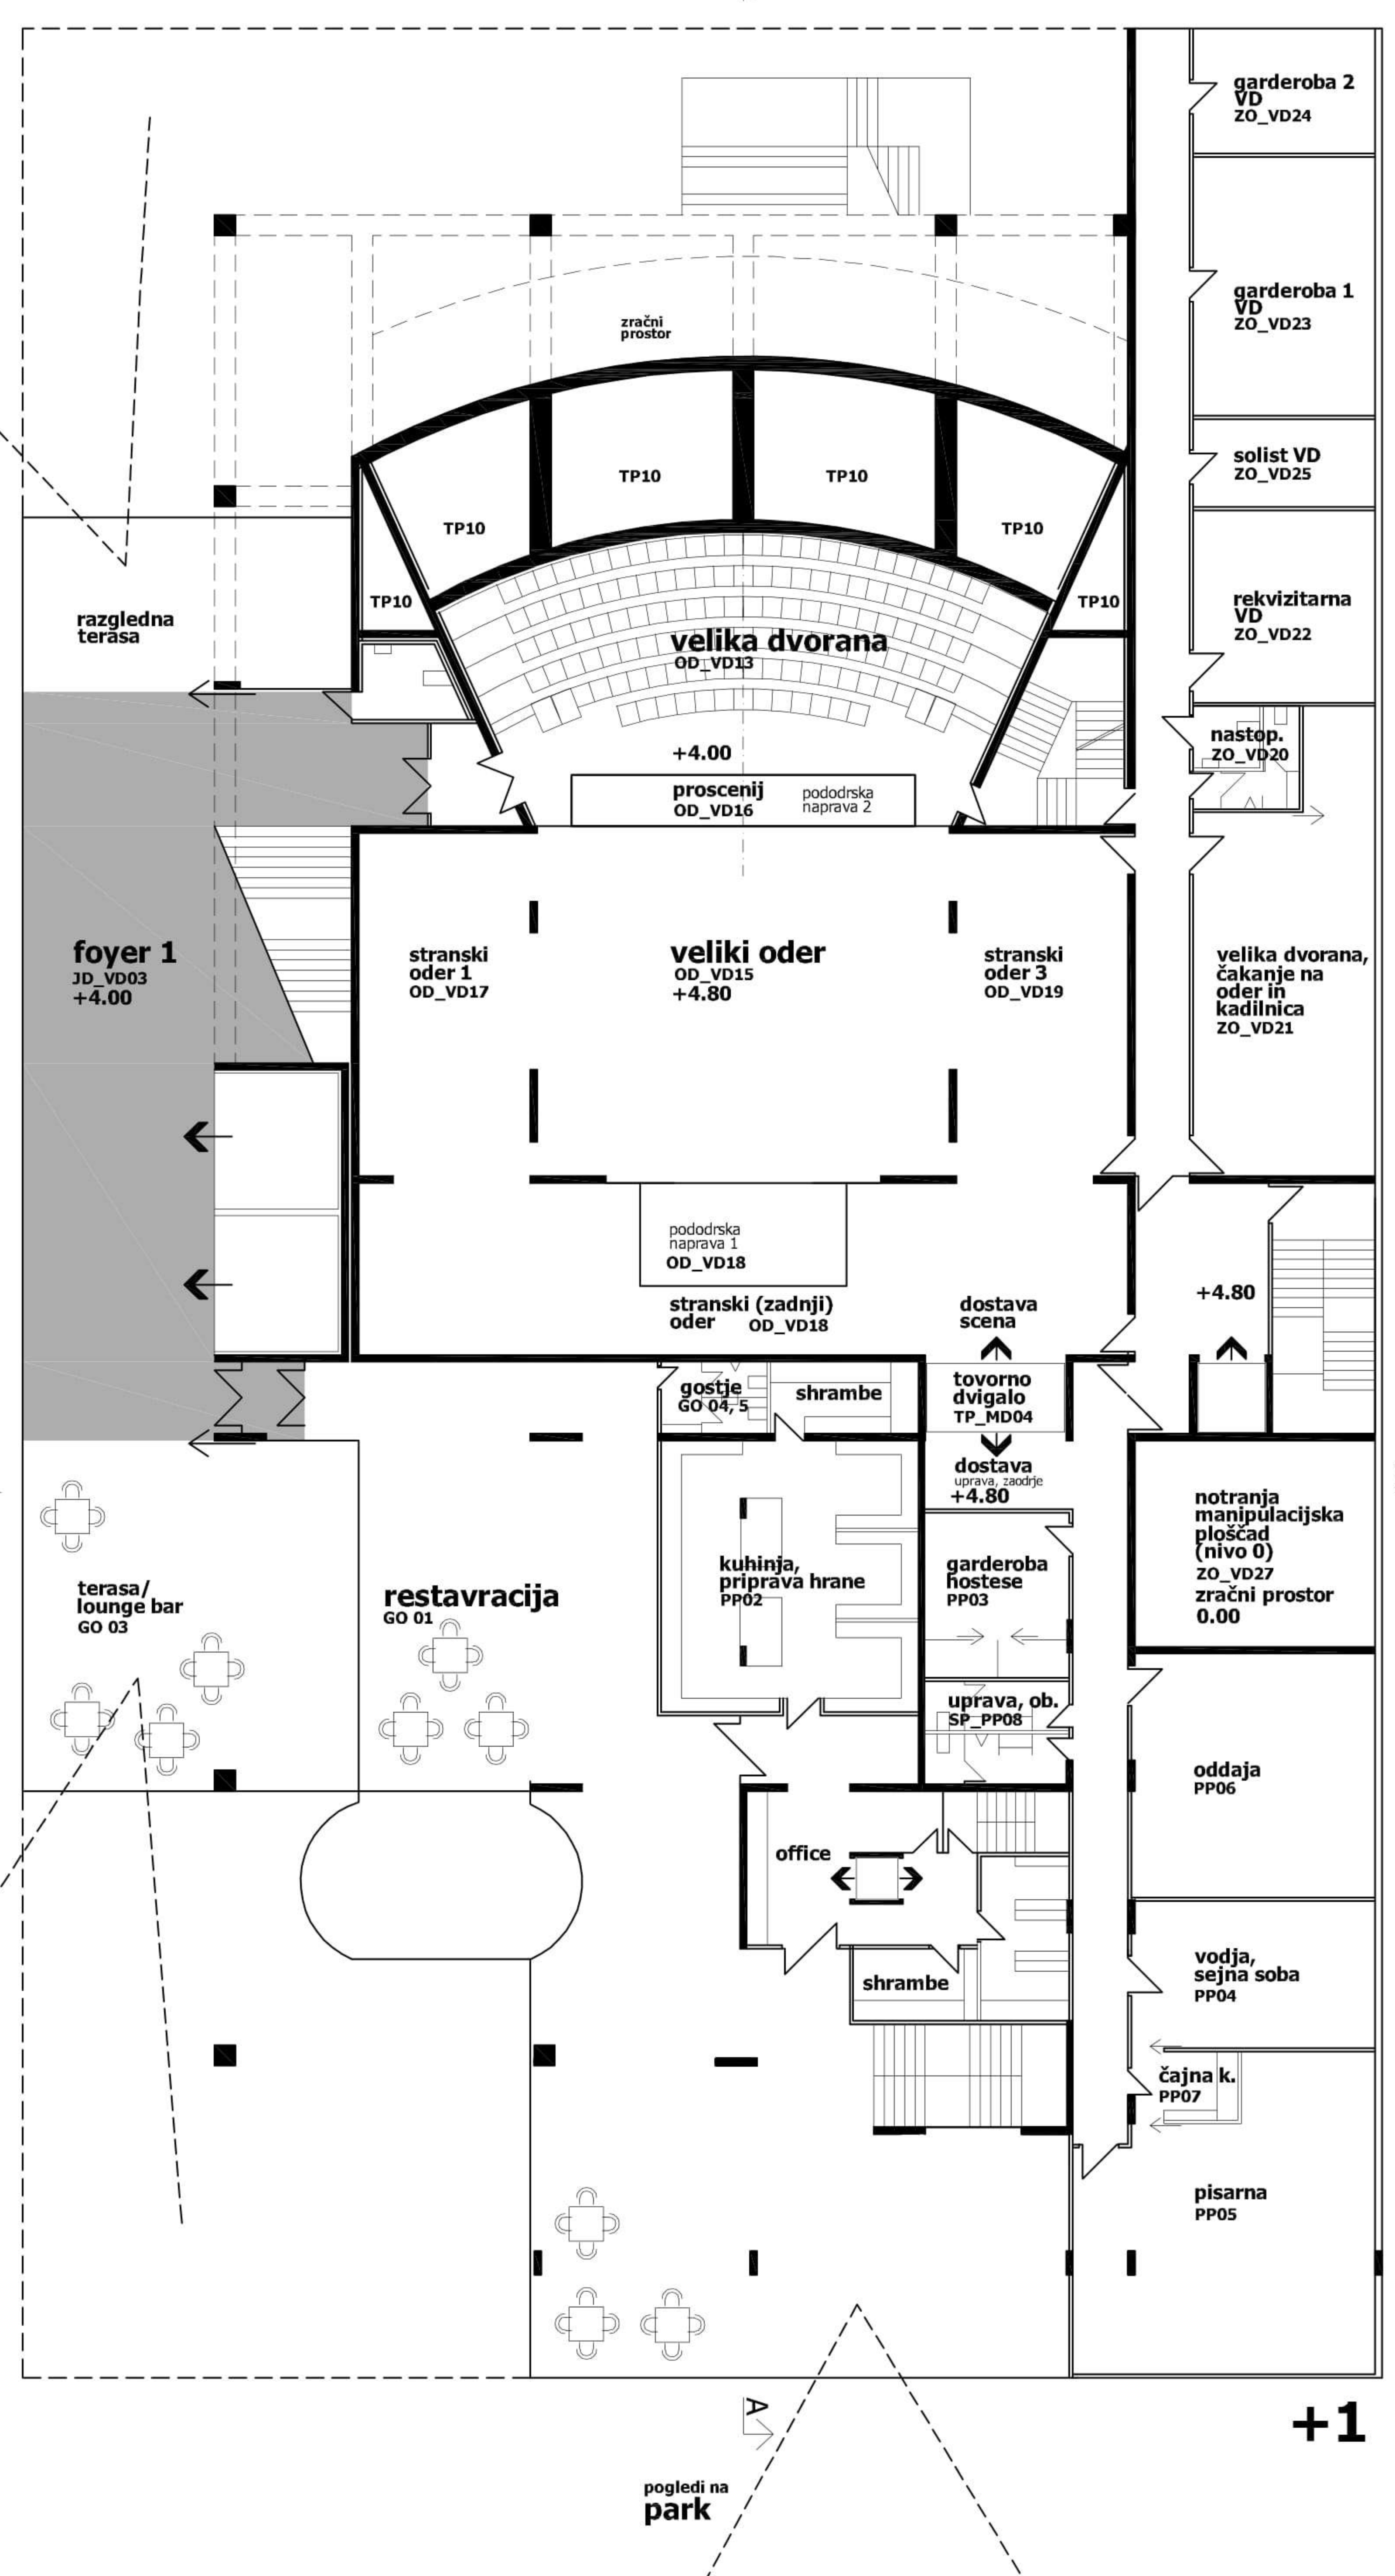 garderoba 2
VD
ZO_VD24
garderoba 1
VD
ZO_VD23
zračni
prostor
solist VD
ZO_VD25
TP10
TP10
TP10
TP10
TP10
TP10
rekvizitarna
VD
ZO_VD22
razgledna
terasa
velika dvorana
OD_VD13
+4.00
nastop.
ZO_VD20
proscenij
OD_VD16
pododrska
naprava 2
foyer 1
JD_VD03
+4.00
stranski
oder 1
OD_VD17
veliki oder
OD_VD15
+4.80
stranski
oder 3
OD_VD19
velika dvorana,
čakanje na
oder in
kadilnica
ZO_VD21
pododrska
naprava 1
OD_VD18
stranski (zadnji)
oder OD_VD18
dostava
scena
+4.80
gostje
GO 04, 5
shrambe
tovorno
dvigalo
TP_MD04
dostava
uprava, zaodrje
+4.80
notranja
manipulacijska
ploščad
(nivo 0)
ZO_VD27
zračni prostor
0.00
terasa/
lounge bar
GO 03
restavracija
GO 01
kuhinja,
priprava hrane
PP02
garderoba
hostese
PP03
uprava, ob.
SP_PP08
oddaja
PP06
office
shrambe
vodja,
sejna soba
PP04
čajna k.
PP07
pisarna
PP05
A
+1
pogledi na
park